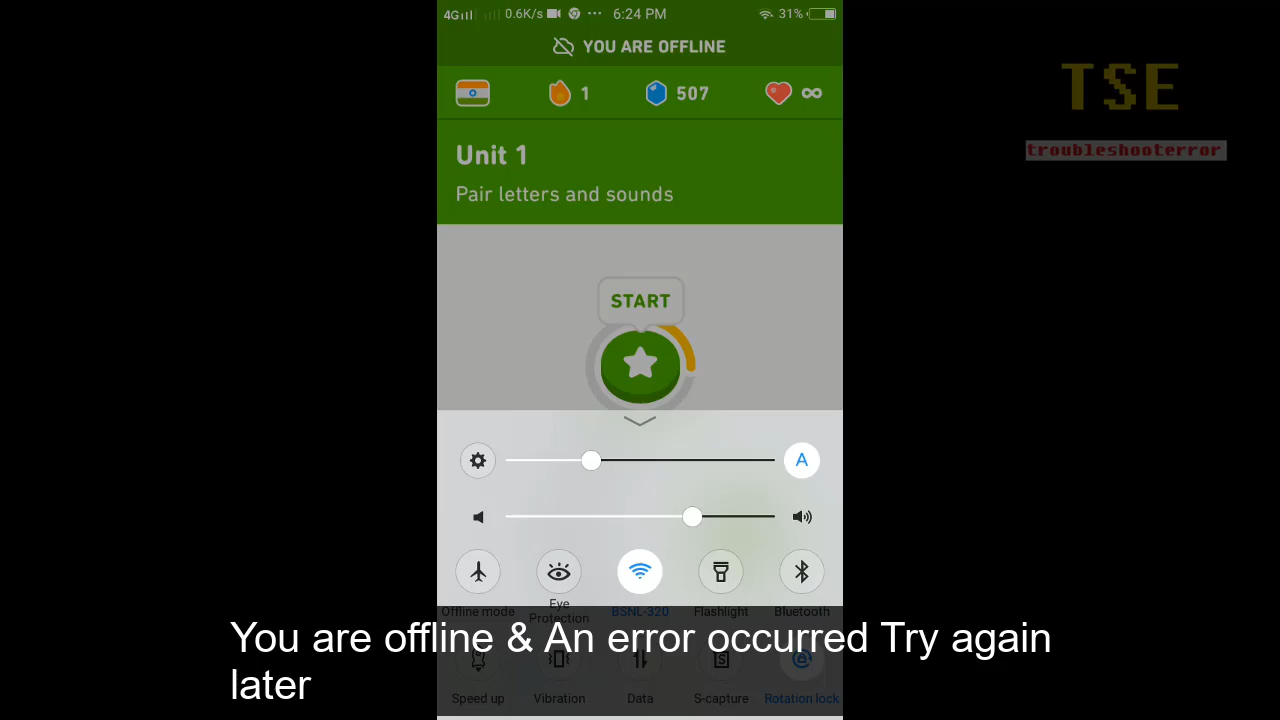 4G 0.6K/s ... 6:24 PM 31%
YOU ARE OFFLINE
1 507 ∞
Unit 1
Pair letters and sounds
START
A
Offline mode Eye Protection BSNL-320 Flashlight Bluetooth
Speed up Vibration Data S-capture Rotation lock
You are offline & An error occurred Try again
later
TSE
troubleshooterror